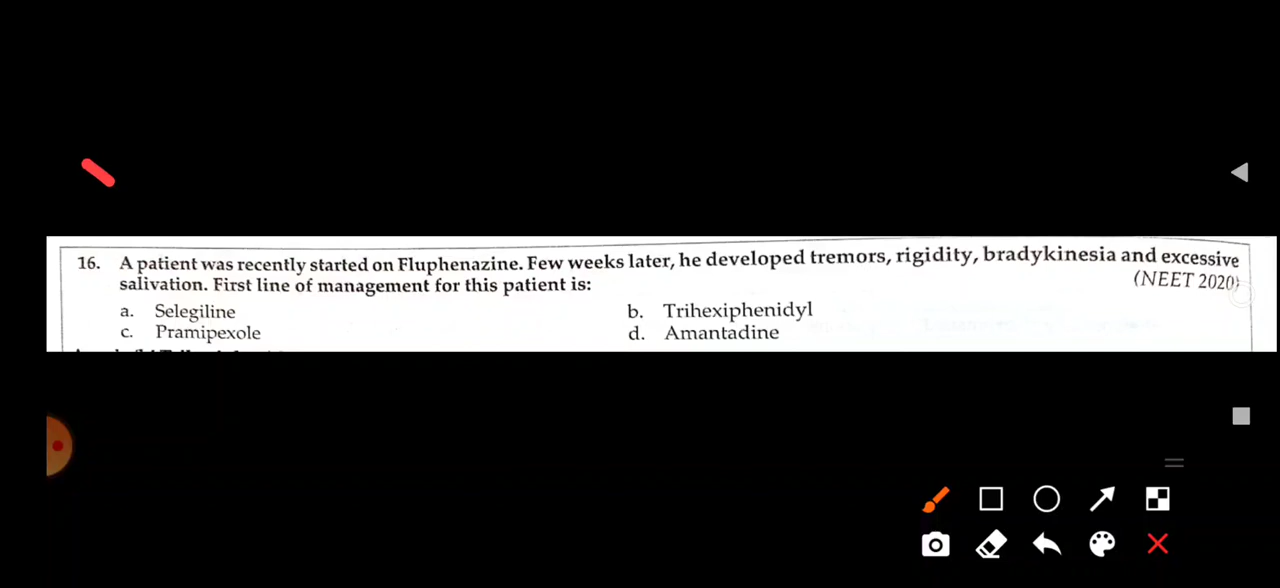 16. A patient was recently started on Fluphenazine. Few weeks later, he developed tremors, rigidity, bradykinesia and excessive
salivation. First line of management for this patient is: (NEET 2020)
a. Selegiline b. Trihexiphenidyl
c. Pramipexole d. Amantadine